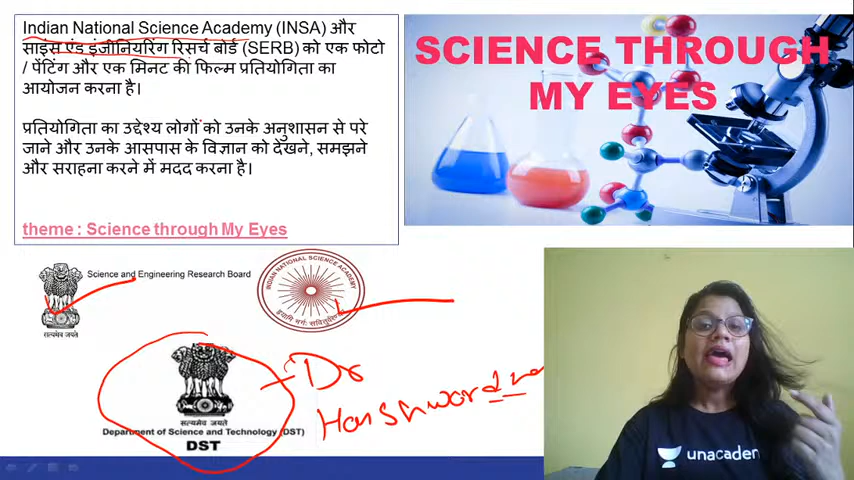 Indian National Science Academy (INSA) और
साइंस एंड इंजीनियरिंग रिसर्च बोर्ड (SERB) को एक फोटो
/ पेंटिंग और एक मिनट की फिल्म प्रतियोगिता का
आयोजन करना है।
प्रतियोगिता का उद्देश्य लोगों को उनके अनुशासन से परे
जाने और उनके आसपास के विज्ञान को देखने, समझने
और सराहना करने में मदद करना है।
theme : Science through My Eyes
SCIENCE THROUGH
MY EYES
Science and Engineering Research Board
सत्यमेव जयते
INDIAN NATIONAL SCIENCE ACADEMY
सत्यमेव जयते
Department of Science and Technology (DST)
DST
Dr
unacadem